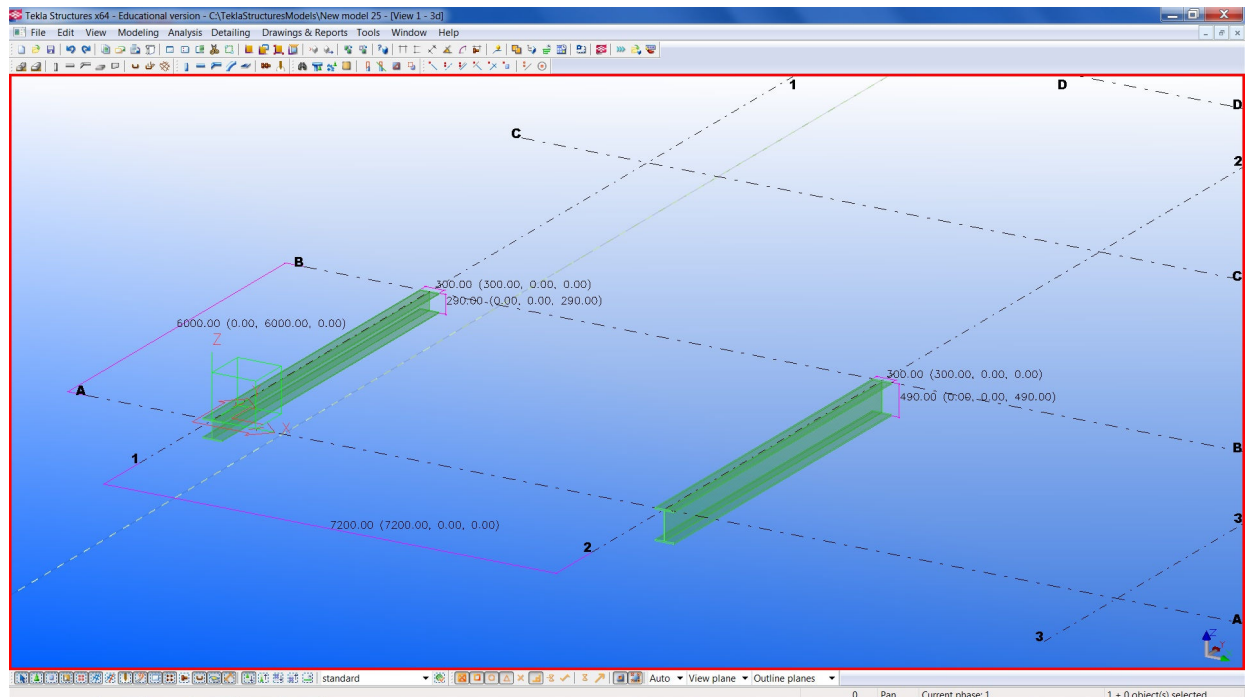 Tekla Structures x64 - Educational version - C:\TeklaStructuresModels\New model 25 - [View 1 - 3d]
File Edit View Modeling Analysis Detailing Drawings & Reports Tools Window Help
1
D
D
C
2
B
300.00 (300.00, 0.00, 0.00)
C
290.00 (0.00, 0.00, 290.00)
6000.00 (0.00, 6000.00, 0.00)
Z
300.00 (300.00, 0.00, 0.00)
A
490.00 (0.00, 0.00, 490.00)
X
B
1
3
7200.00 (7200.00, 0.00, 0.00)
2
A
3
Z
standard Auto View plane Outline planes
0 Pan Current phase: 1 1 + 0 object(s) selected